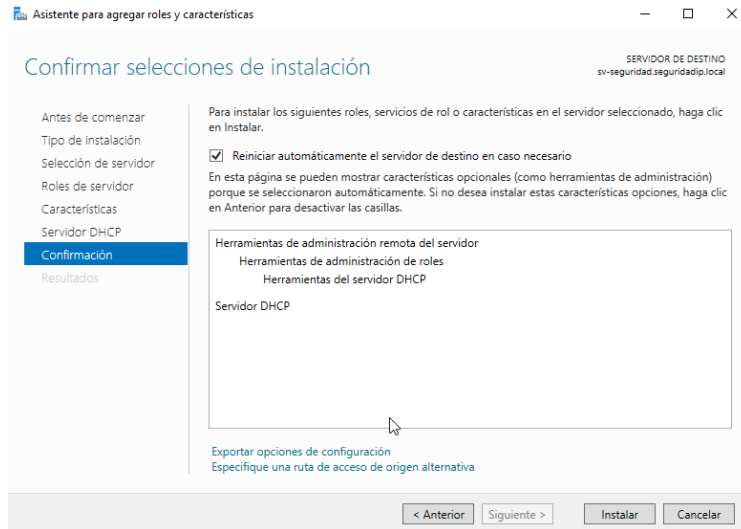 Asistente para agregar roles y características
Confirmar selecciones de instalación
SERVIDOR DE DESTINO
sv-seguridad.seguridadip.local
Antes de comenzar
Tipo de instalación
Selección de servidor
Roles de servidor
Características
Servidor DHCP
Confirmación
Resultados
Para instalar los siguientes roles, servicios de rol o características en el servidor seleccionado, haga clic
en Instalar.
Reiniciar automáticamente el servidor de destino en caso necesario
En esta página se pueden mostrar características opcionales (como herramientas de administración)
porque se seleccionaron automáticamente. Si no desea instalar estas características opciones, haga clic
en Anterior para desactivar las casillas.
Herramientas de administración remota del servidor
Herramientas de administración de roles
Herramientas del servidor DHCP
Servidor DHCP
Exportar opciones de configuración
Especifique una ruta de acceso de origen alternativa
< Anterior
Siguiente >
Instalar
Cancelar